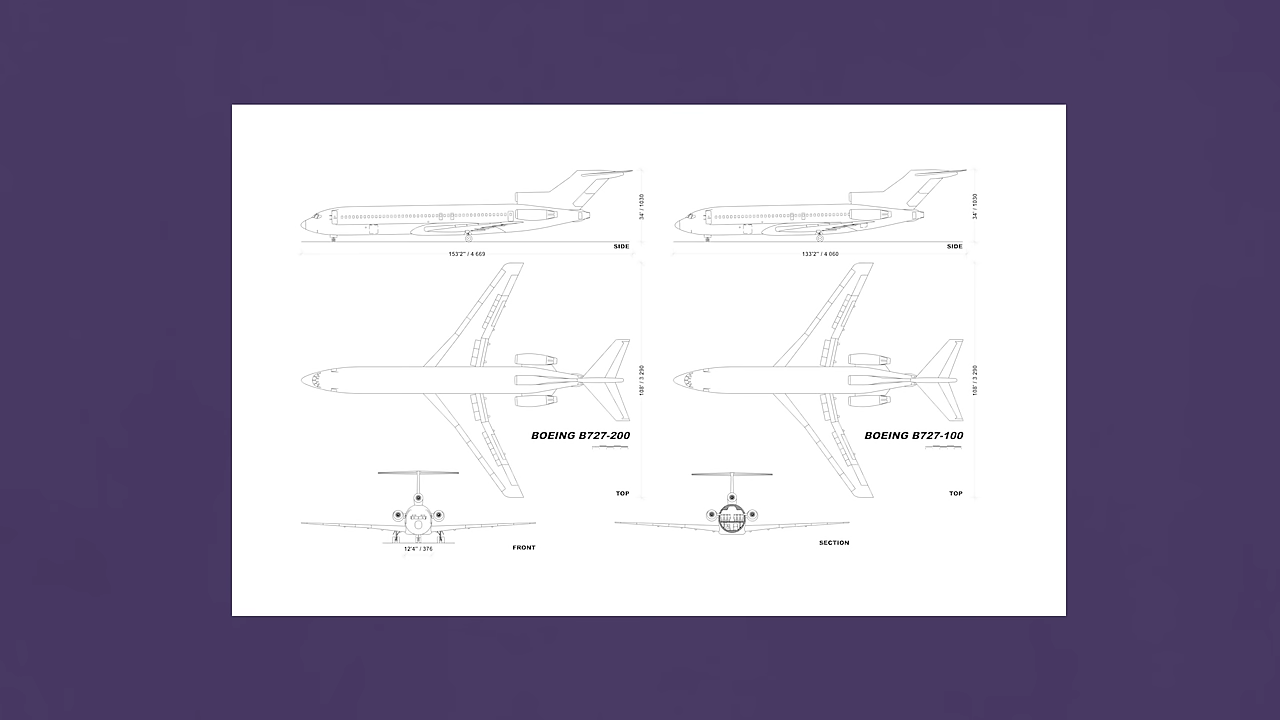 34' / 1030
SIDE
153'2" / 4 669
34' / 1030
SIDE
133'2" / 4 060
108' / 3 290
BOEING B727-200
TOP
108' / 3 290
BOEING B727-100
TOP
12'4" / 376
FRONT
SECTION